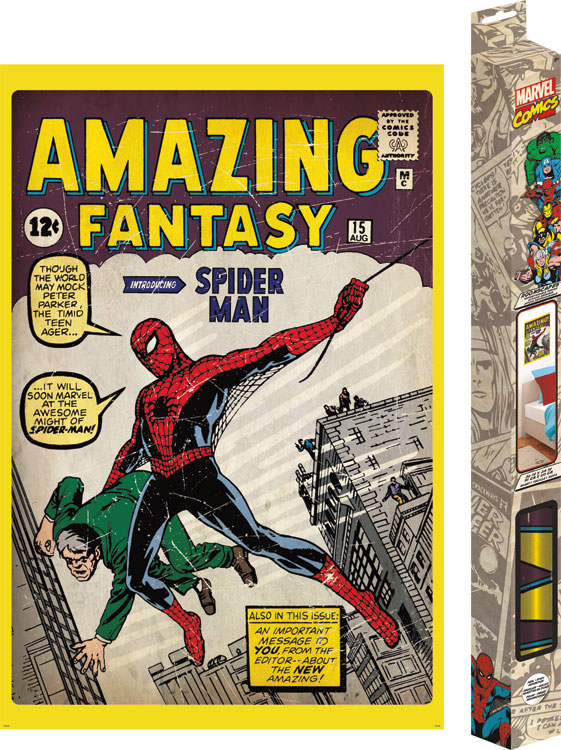 AMAZING
FANTASY
APPROVED
BY THE
COMICS
CODE
CA
AUTHORITY
M
C
12¢
15
AUG
INTRODUCING
SPIDER
MAN
THOUGH
THE WORLD
MAY MOCK
PETER
PARKER,
THE TIMID
TEEN
AGER...
...IT WILL
SOON MARVEL
AT THE
AWESOME
MIGHT OF
SPIDER-MAN!
ALSO IN THIS ISSUE:
AN IMPORTANT
MESSAGE TO
YOU, FROM THE
EDITOR--ABOUT
THE NEW
AMAZING!
MARVEL
COMICS
AMAZING